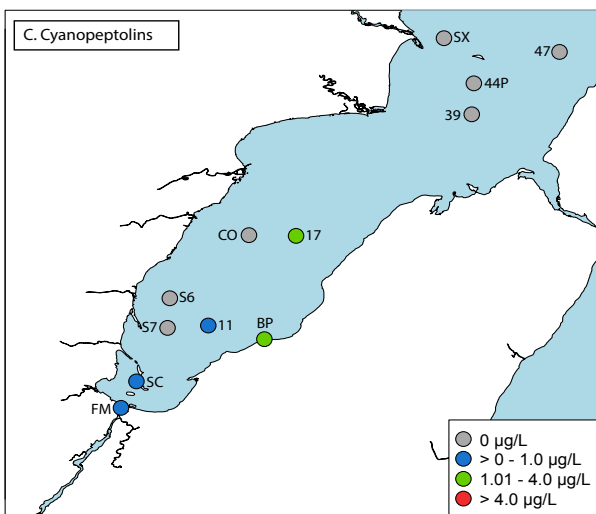 C. Cyanopeptolins
SX
47
44P
39
CO
17
S6
S7
11
BP
SC
FM
0 µg/L
> 0 - 1.0 µg/L
1.01 - 4.0 µg/L
> 4.0 µg/L